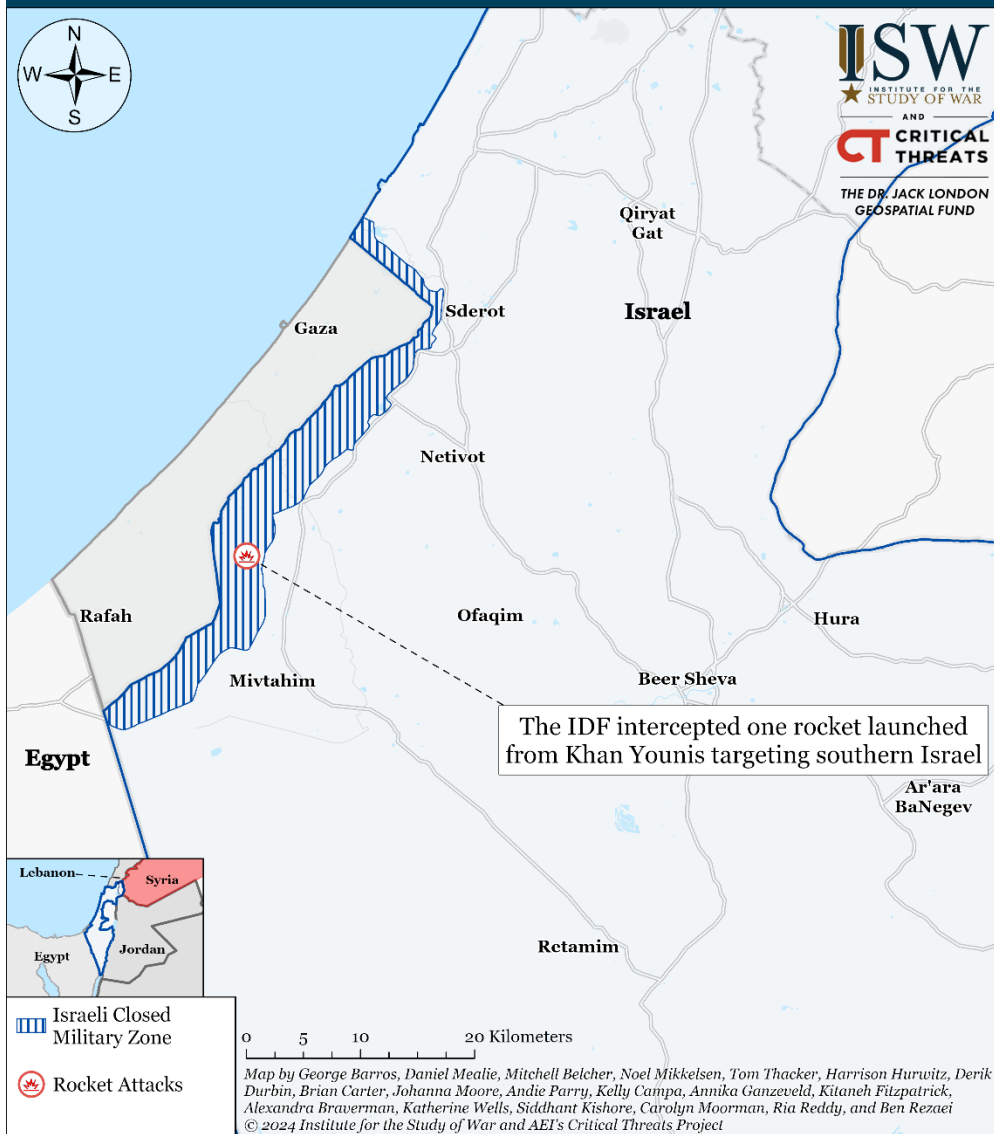 N
W
E
S
ISW
INSTITUTE FOR THE
STUDY OF WAR
AND
CT CRITICAL
THREATS
THE DR. JACK LONDON
GEOSPATIAL FUND
Qiryat
Gat
Israel
Sderot
Gaza
Netivot
Rafah
Ofaqim
Hura
Mivtahim
Beer Sheva
The IDF intercepted one rocket launched
from Khan Younis targeting southern Israel
Egypt
Ar'ara
BaNegev
Lebanon
Syria
Egypt
Jordan
Retamim
Israeli Closed
Military Zone
Rocket Attacks
0 5 10 20 Kilometers
Map by George Barros, Daniel Mealie, Mitchell Belcher, Noel Mikkelsen, Tom Thacker, Harrison Hurwitz, Derik
Durbin, Brian Carter, Johanna Moore, Andie Parry, Kelly Campa, Annika Ganzeveld, Kitaneh Fitzpatrick,
Alexandra Braverman, Katherine Wells, Siddhant Kishore, Carolyn Moorman, Ria Reddy, and Ben Rezaei
© 2024 Institute for the Study of War and AEI's Critical Threats Project